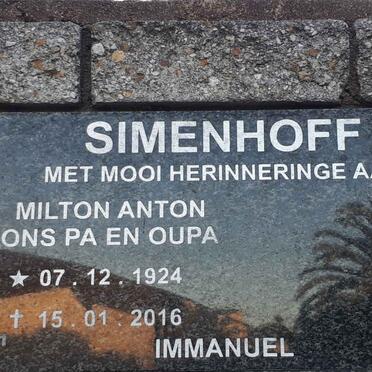 SIMENHOFF
MET MOOI HERINNERINGE AA
MILTON ANTON
ONS PA EN OUPA
★ 07.12.1924
✝ 15.01.2016
IMMANUEL